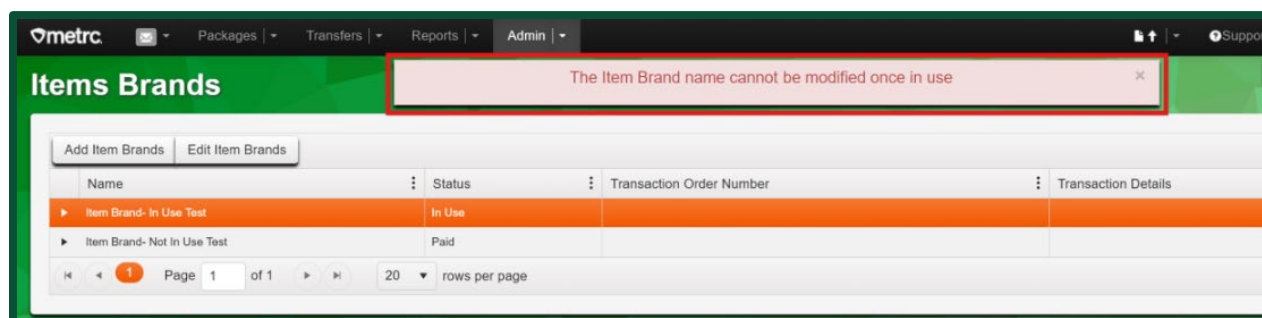 metrc. Packages | Transfers | Reports | Admin | Suppor
The Item Brand name cannot be modified once in use ×
Items Brands
Add Item Brands Edit Item Brands
Name Status Transaction Order Number Transaction Details
Item Brand- In Use Test In Use
Item Brand- Not In Use Test Paid
1 Page 1 of 1 20 rows per page